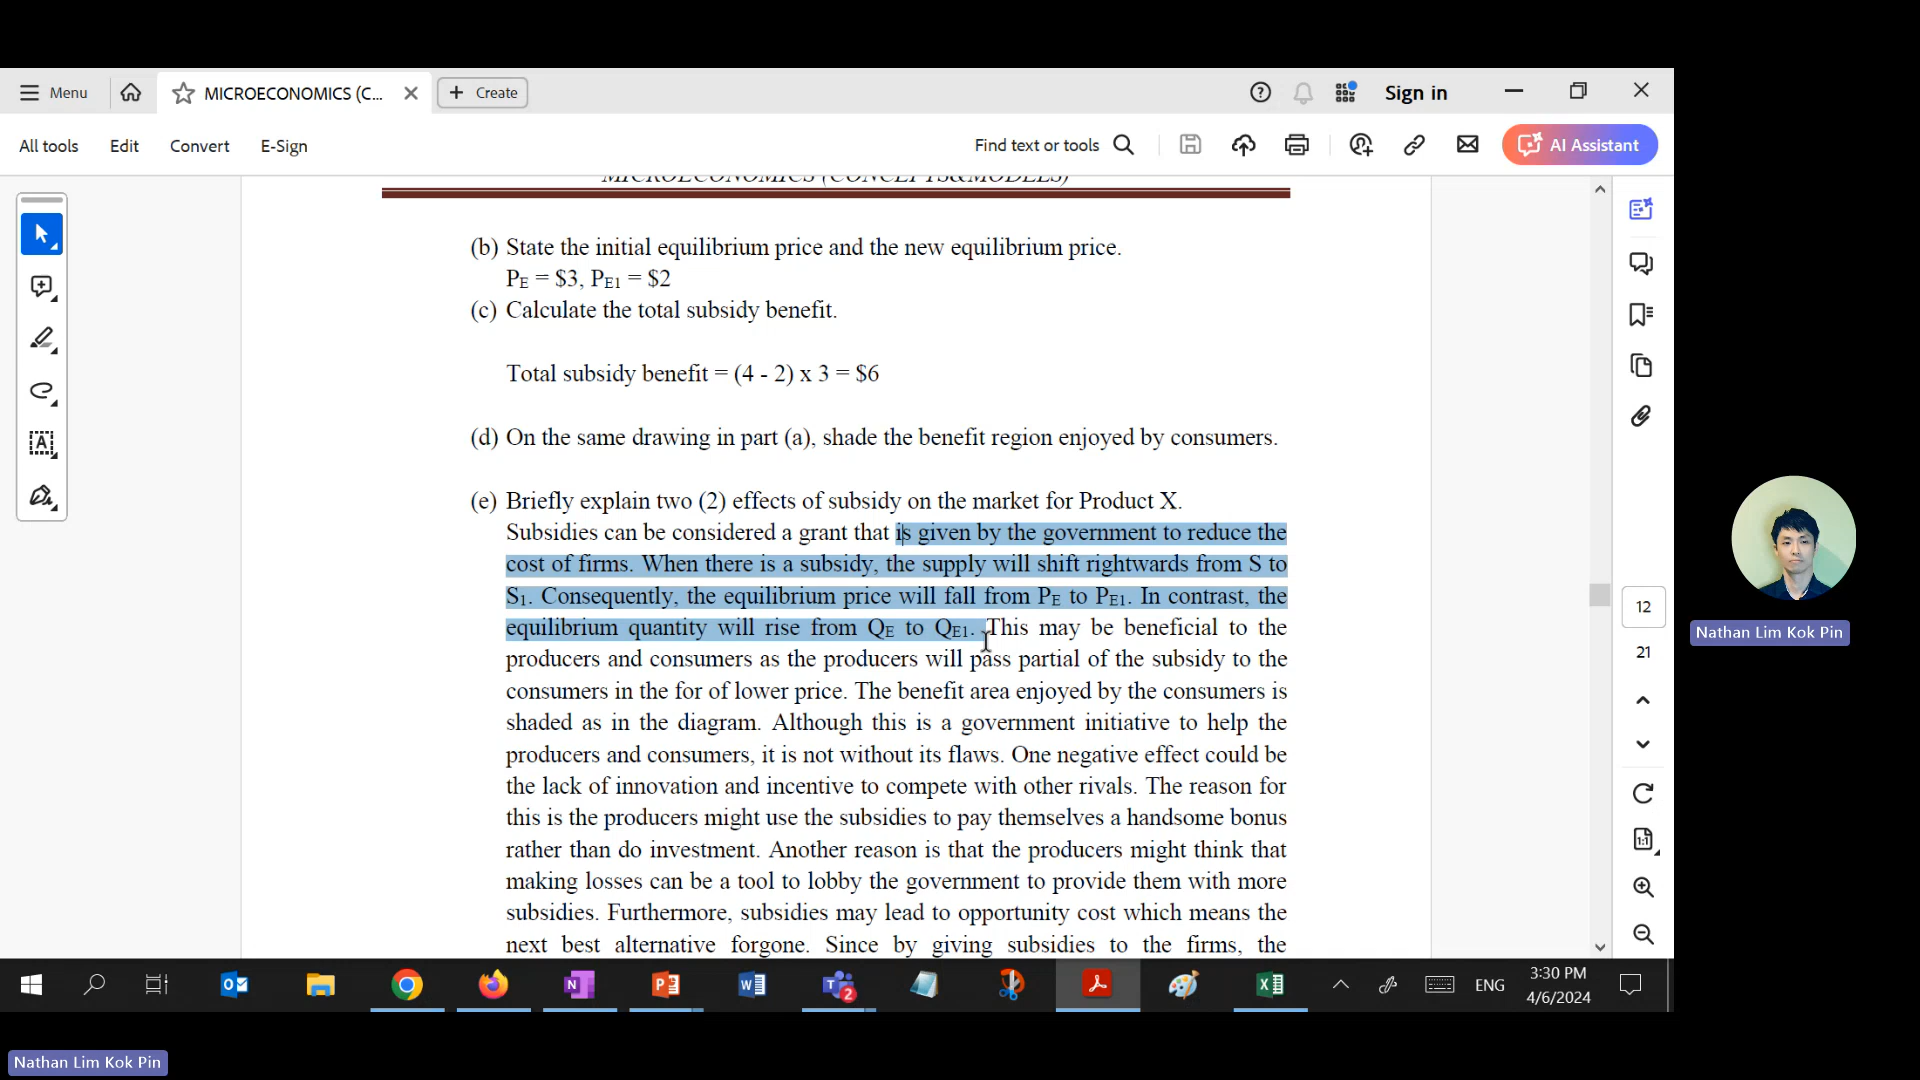 Menu
MICROECONOMICS (C...
Create
Sign in
All tools
Edit
Convert
E-Sign
Find text or tools
AI Assistant
MICROECONOMICS (CONCEPTS&MODELS)
(b) State the initial equilibrium price and the new equilibrium price.
PE = $3, PE1 = $2
(c) Calculate the total subsidy benefit.
Total subsidy benefit = (4 - 2) x 3 = $6
(d) On the same drawing in part (a), shade the benefit region enjoyed by consumers.
(e) Briefly explain two (2) effects of subsidy on the market for Product X.
Subsidies can be considered a grant that is given by the government to reduce the
cost of firms. When there is a subsidy, the supply will shift rightwards from S to
S1. Consequently, the equilibrium price will fall from PE to PE1. In contrast, the
equilibrium quantity will rise from QE to QE1. This may be beneficial to the
producers and consumers as the producers will pass partial of the subsidy to the
consumers in the for of lower price. The benefit area enjoyed by the consumers is
shaded as in the diagram. Although this is a government initiative to help the
producers and consumers, it is not without its flaws. One negative effect could be
the lack of innovation and incentive to compete with other rivals. The reason for
this is the producers might use the subsidies to pay themselves a handsome bonus
rather than do investment. Another reason is that the producers might think that
making losses can be a tool to lobby the government to provide them with more
subsidies. Furthermore, subsidies may lead to opportunity cost which means the
next best alternative forgone. Since by giving subsidies to the firms, the
12
21
1:1
Nathan Lim Kok Pin
2
ENG
3:30 PM
4/6/2024
Nathan Lim Kok Pin